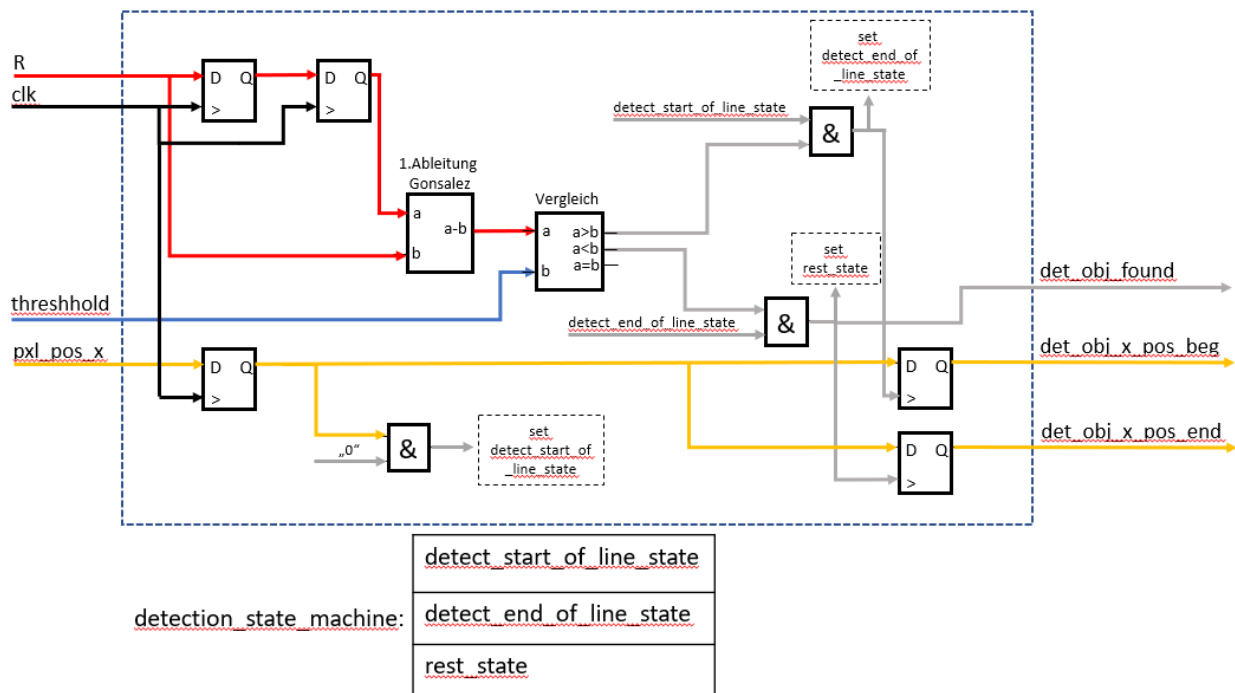 R
clk
D Q
>
D Q
>
1.Ableitung
Gonsalez
a
a-b
b
Vergleich
a a>b
a<b
b a=b
detect_start_of_line_state
&
set
detect_end_of
_line_state
set
rest_state
detect_end_of_line_state
&
det_obj_found
threshhold
pxl_pos_x
D Q
>
„0“
&
set
detect_start_of
_line_state
D Q
>
det_obj_x_pos_beg
D Q
>
det_obj_x_pos_end
detection_state_machine:
detect_start_of_line_state
detect_end_of_line_state
rest_state